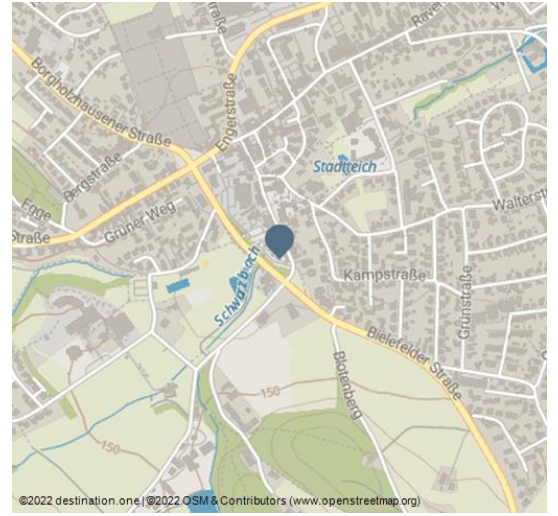 Raven
Borgholzhausener Straße
Engerstraße
Stadtteich
Bergstraße
Egge
Grüner Weg
Straße
Walterst
Schwarzbach
Kampstraße
Grünstraße
Bielefelder Straße
Blotenberg
150
150
©2022 destination.one | ©2022 OSM & Contributors (www.openstreetmap.org)